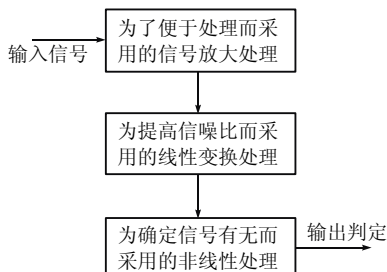 为了便于处理而采
用的信号放大处理
输入信号
为提高信噪比而采
用的线性变换处理
为确定信号有无而
采用的非线性处理
输出判定